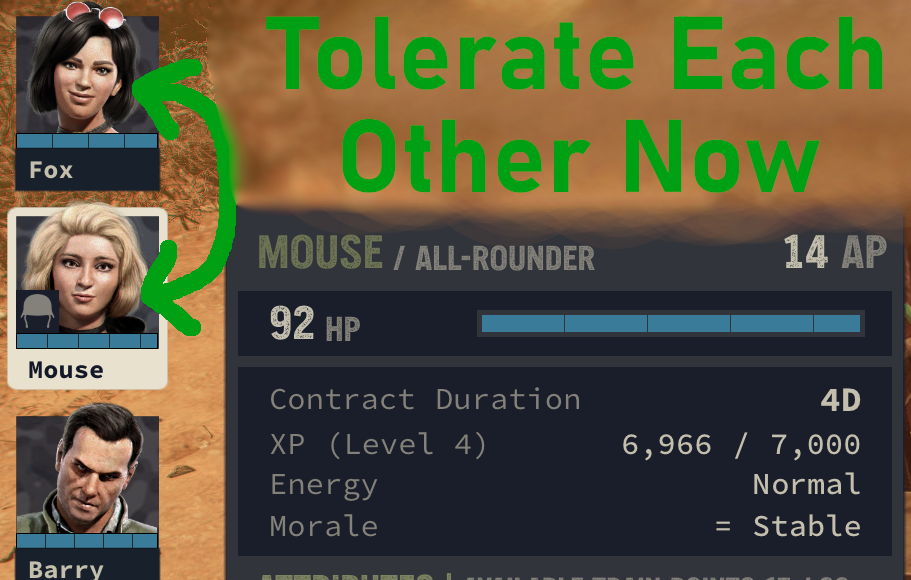 Tolerate Each
Other Now
Fox
MOUSE / ALL-ROUNDER 14 AP
92 HP
Mouse
Contract Duration 4D
XP (Level 4) 6,966 / 7,000
Energy Normal
Morale = Stable
Barry